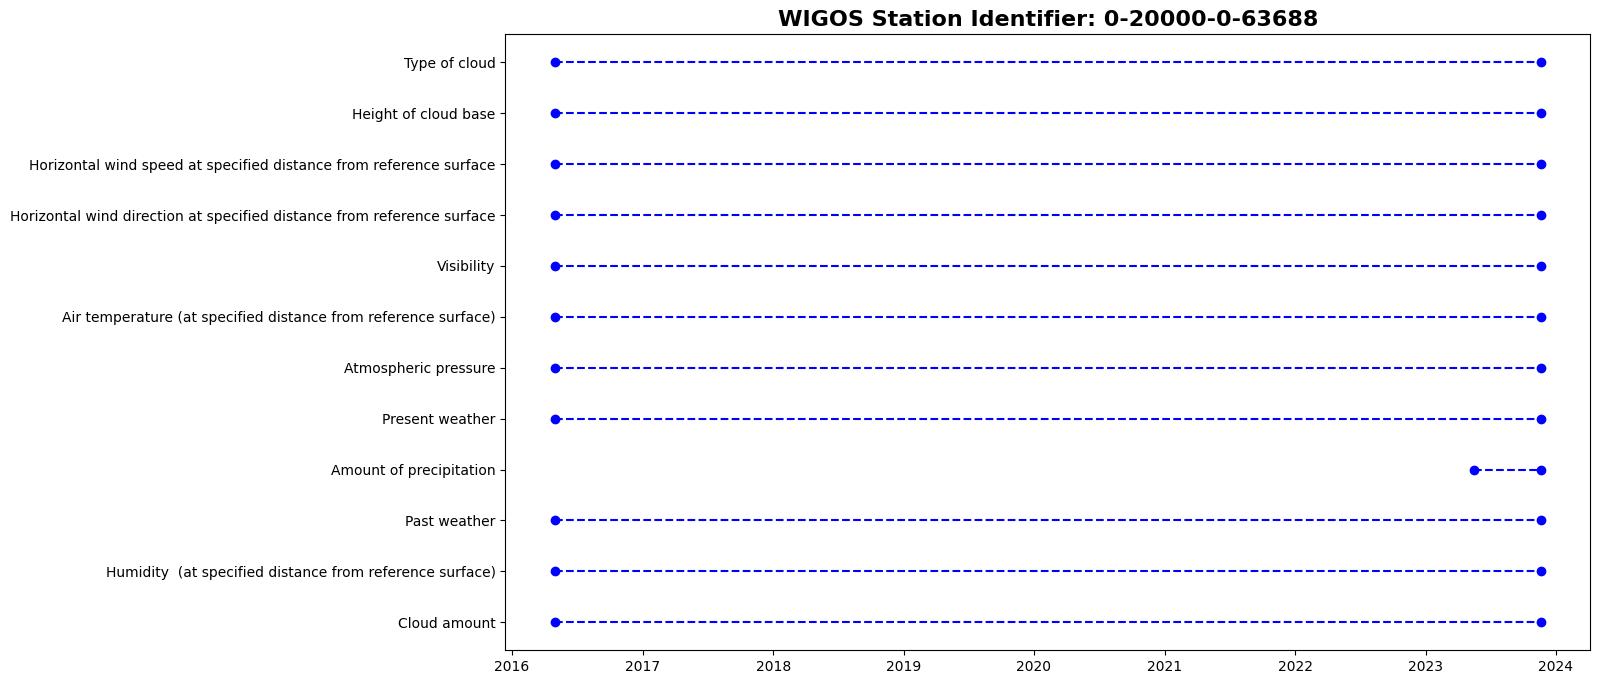 WIGOS Station Identifier: 0-20000-0-63688
Type of cloud
Height of cloud base
Horizontal wind speed at specified distance from reference surface
Horizontal wind direction at specified distance from reference surface
Visibility
Air temperature (at specified distance from reference surface)
Atmospheric pressure
Present weather
Amount of precipitation
Past weather
Humidity  (at specified distance from reference surface)
Cloud amount
2016 2017 2018 2019 2020 2021 2022 2023 2024